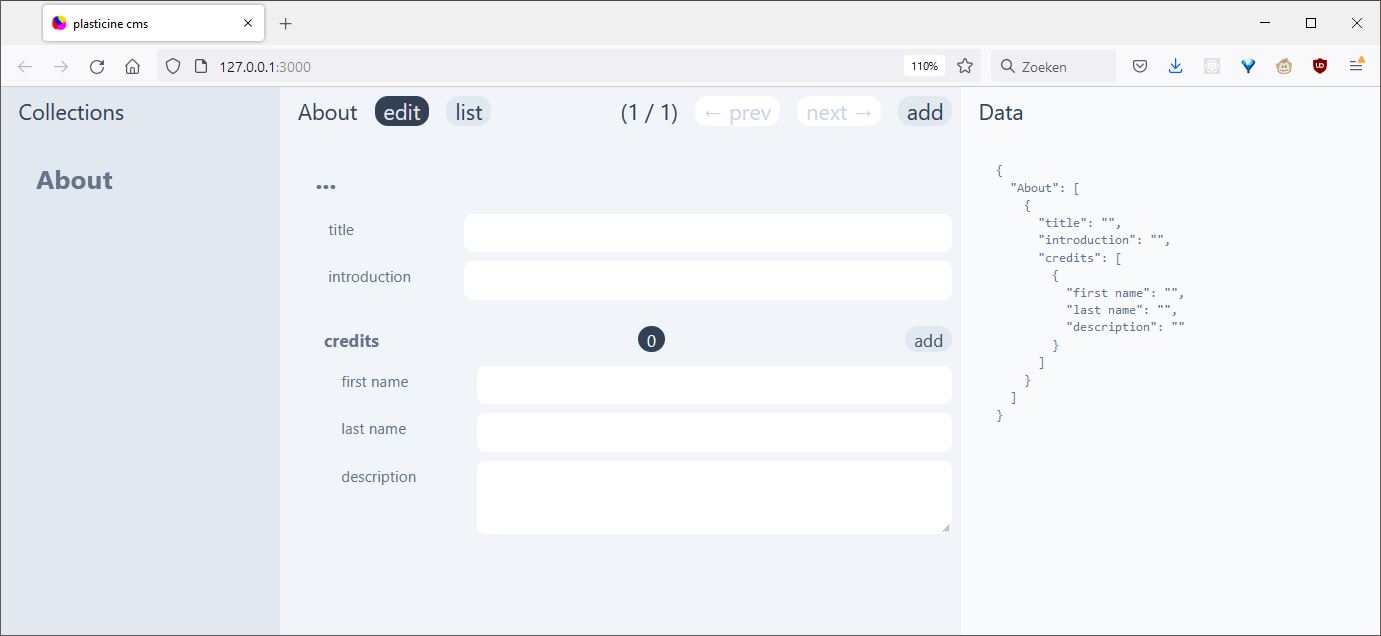 plasticine cms
127.0.0.1:3000
110%
Zoeken
Collections
About
About edit list (1 / 1) ← prev next → add
...
title
introduction
credits 0 add
first name
last name
description
Data
{
"About": [
{
"title": "",
"introduction": "",
"credits": [
{
"first name": "",
"last name": "",
"description": ""
}
]
}
]
}